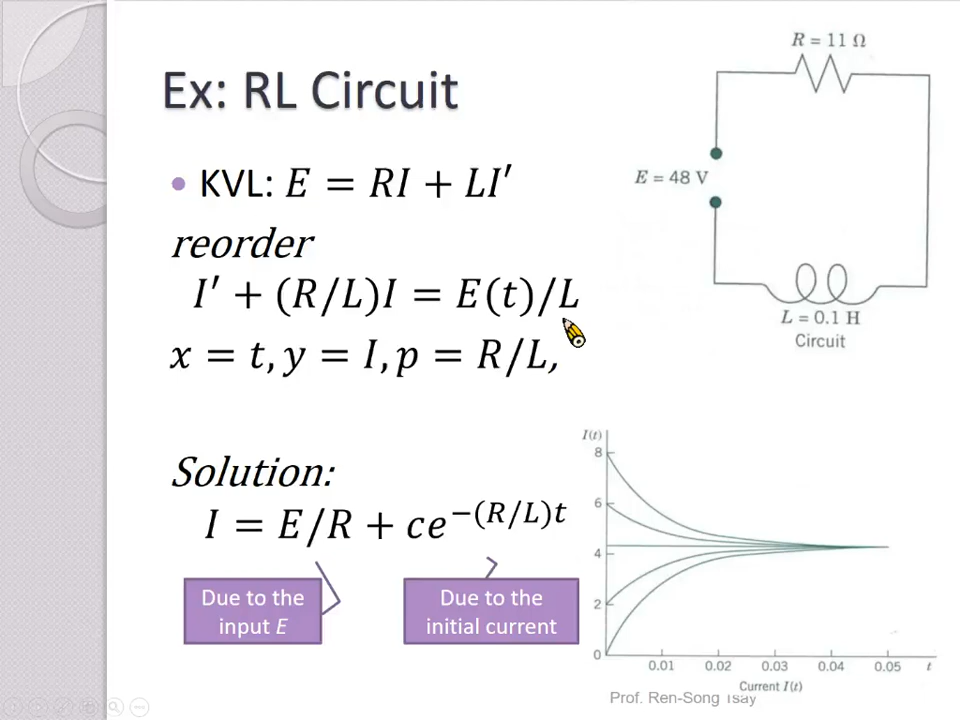 Ex: RL Circuit
R = 11 Ω
E = 48 V
L = 0.1 H
Circuit
• KVL: E = RI + LI′
reorder
I′ + (R/L)I = E(t)/L
x = t, y = I, p = R/L,
Solution:
I = E/R + ce^−(R/L)t
Due to the
input E
Due to the
initial current
I(t)
8
6
4
2
0
0.01 0.02 0.03 0.04 0.05 t
Current I(t)
Prof. Ren-Song Tsay